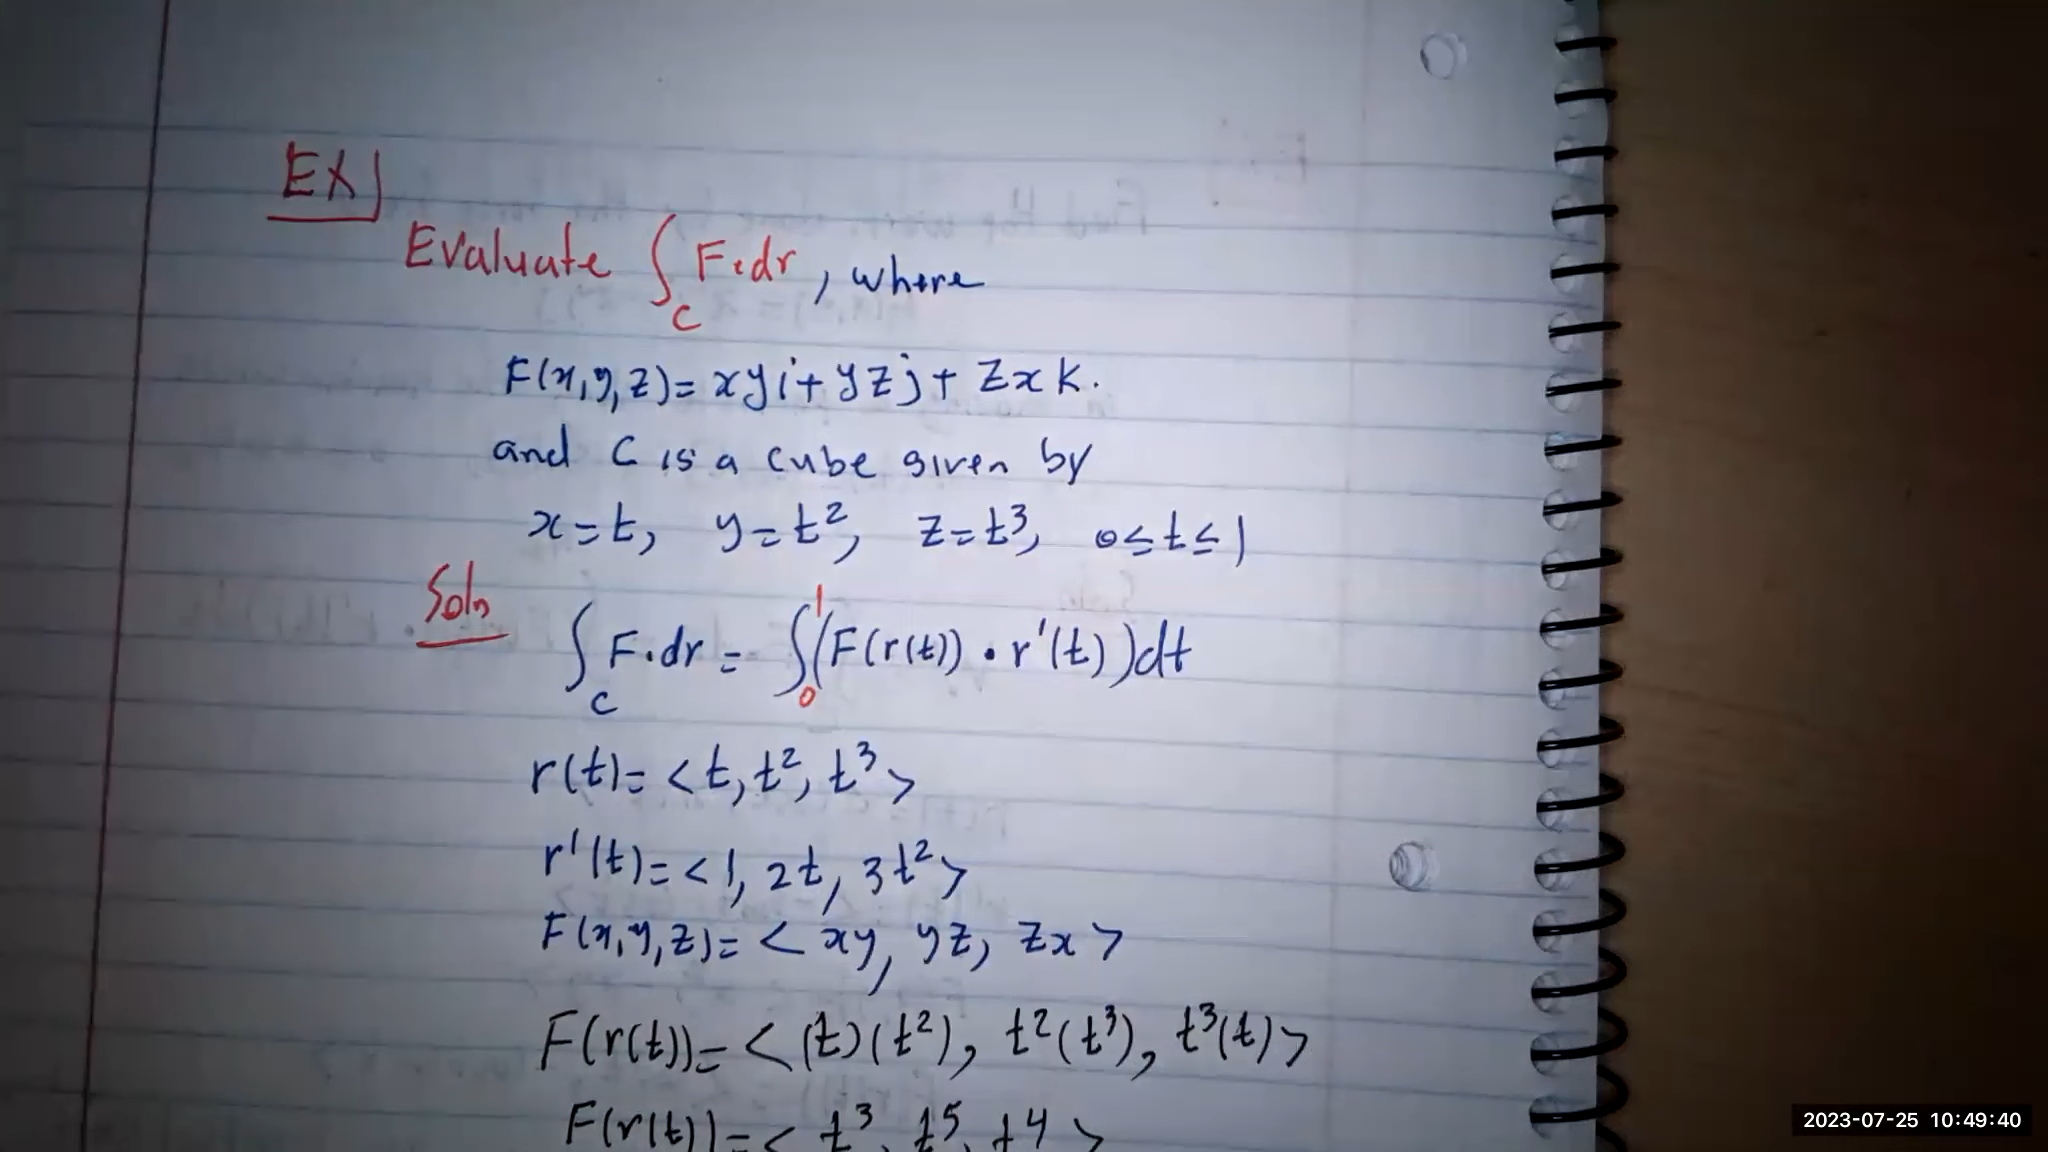 EX
Evaluate ∫_C F•dr, where
F(x,y,z)= xyi+yzj+ zxk.
and C is a cube given by
x=t, y=t², z=t³, 0≤t≤1
Soln
∫_C F.dr = ∫₀¹(F(r(t)) • r'(t))dt
r(t)= <t, t², t³>
r'(t)= <1, 2t, 3t²>
F(x,y,z)= < xy, yz, zx>
F(r(t))= <(t)(t²), t²(t³), t³(t)>
F(r(t))= < t³, t⁵, t⁴ >
2023-07-25 10:49:40